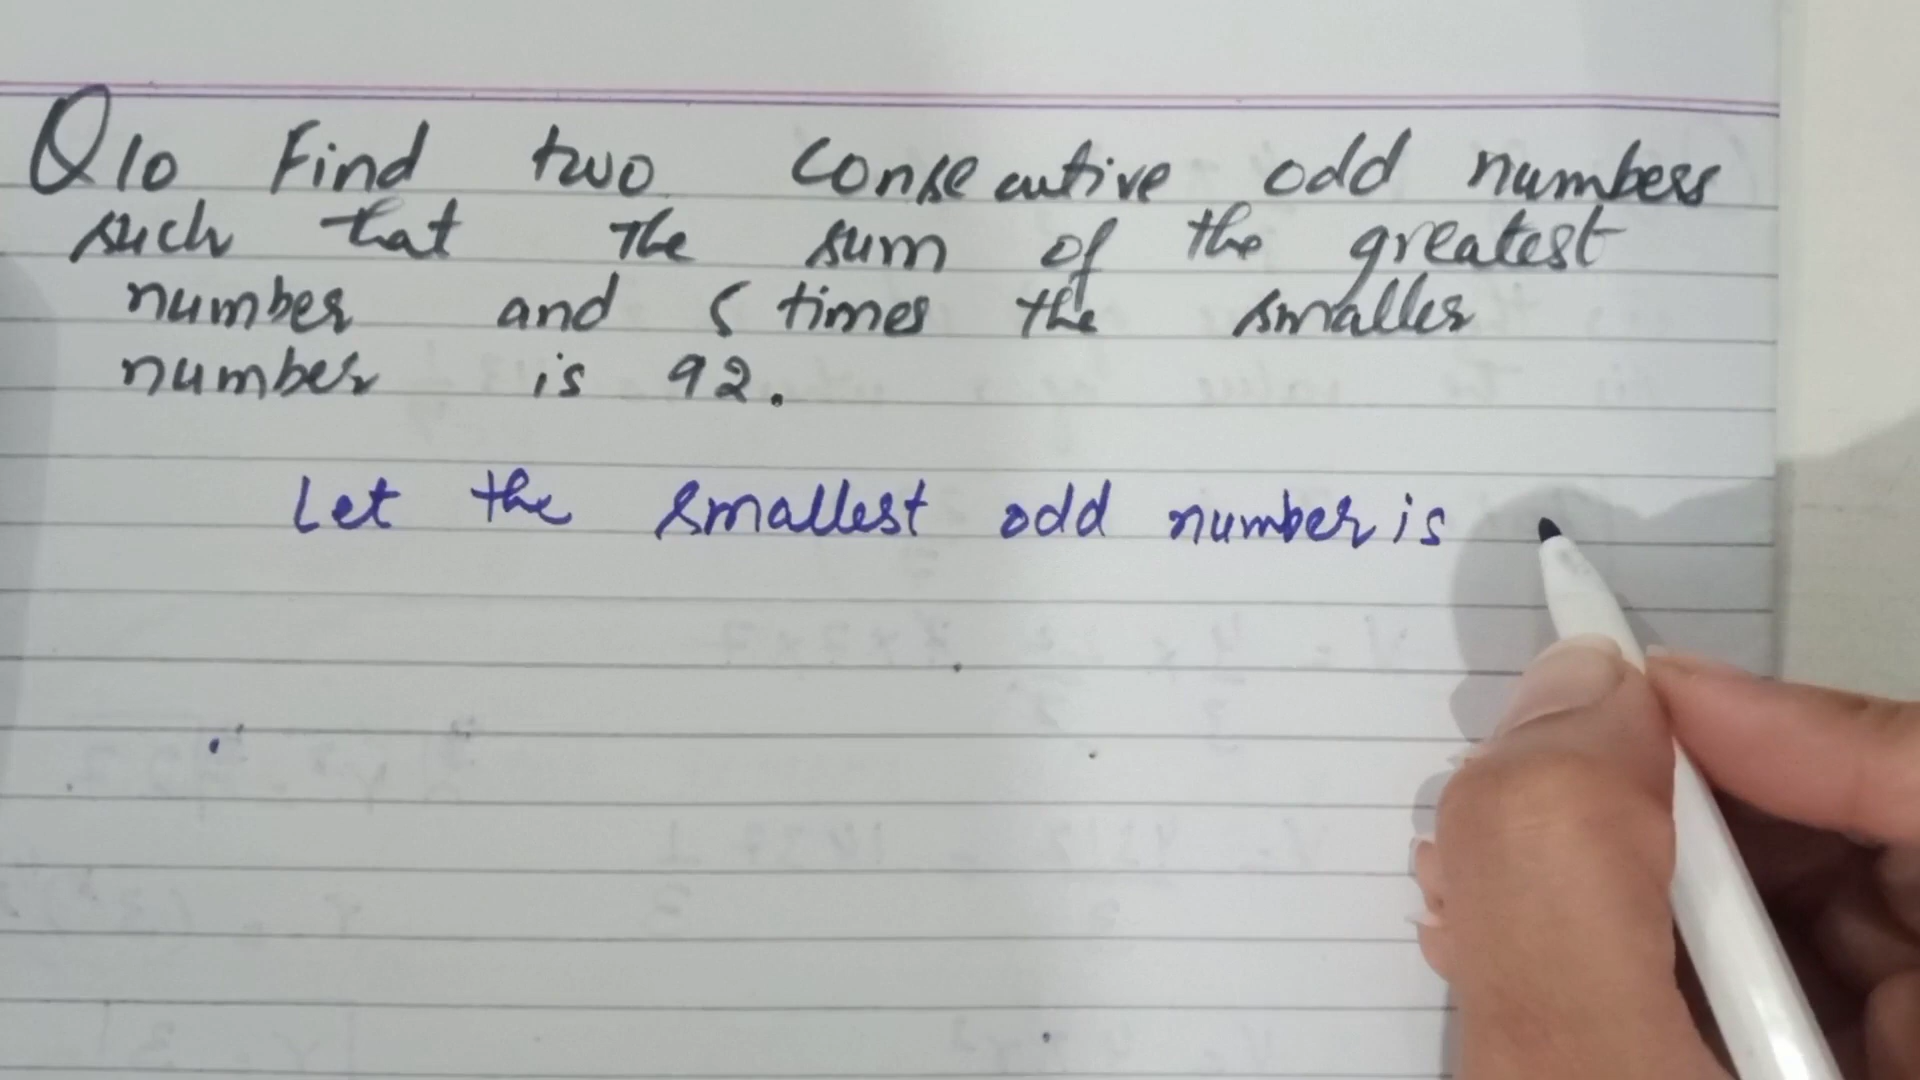 Q10 Find two consecutive odd numbers
such that the sum of the greatest
number and 5 times the smaller
number is 92.
Let the smallest odd number is